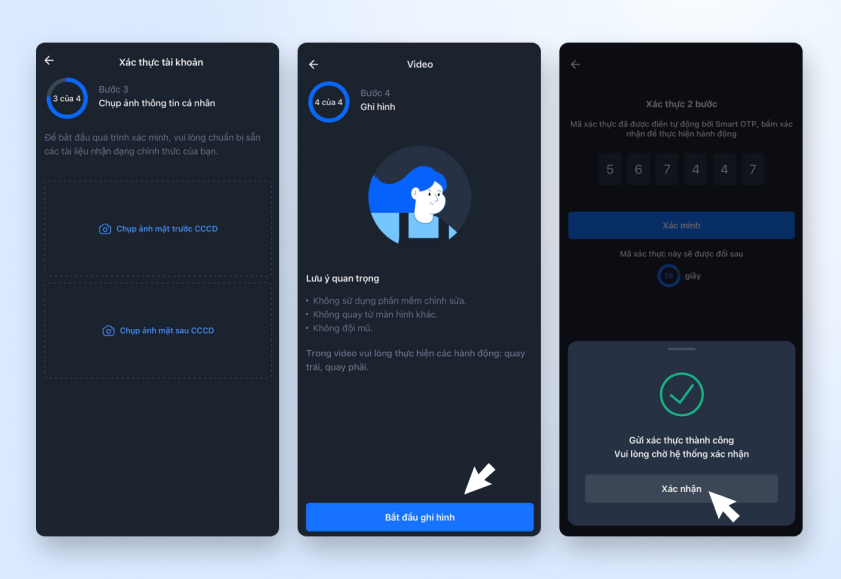 Xác thực tài khoản
3 của 4
Bước 3
Chụp ảnh thông tin cá nhân
Để bắt đầu quá trình xác minh, vui lòng chuẩn bị sẵn
các tài liệu nhận dạng chính thức của bạn.
Chụp ảnh mặt trước CCCD
Chụp ảnh mặt sau CCCD
Video
4 của 4
Bước 4
Ghi hình
Lưu ý quan trọng
• Không sử dụng phần mềm chỉnh sửa.
• Không quay từ màn hình khác.
• Không đội mũ.
Trong video vui lòng thực hiện các hành động: quay
trái, quay phải.
Bắt đầu ghi hình
Xác thực 2 bước
Mã xác thực đã được điền tự động bởi Smart OTP, bấm xác
nhận để thực hiện hành động
5 6 7 4 4 7
Xác minh
Mã xác thực này sẽ được đổi sau
29 giây
Gửi xác thực thành công
Vui lòng chờ hệ thống xác nhận
Xác nhận